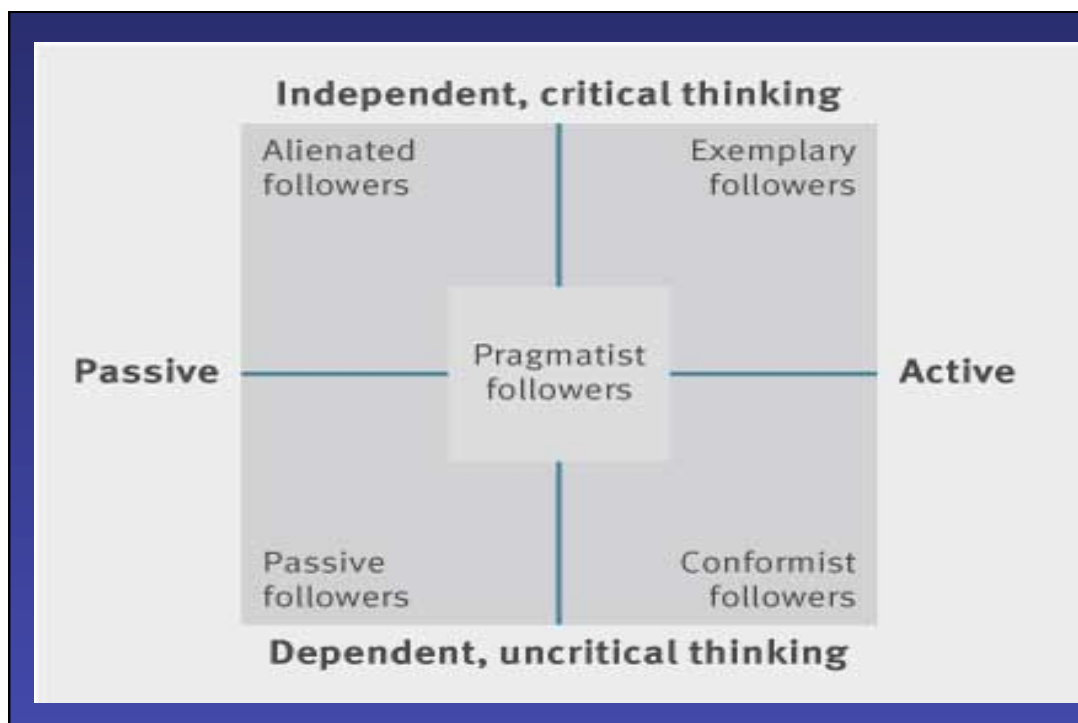 Independent, critical thinking
Alienated
followers
Exemplary
followers
Passive
Pragmatist
followers
Active
Passive
followers
Conformist
followers
Dependent, uncritical thinking